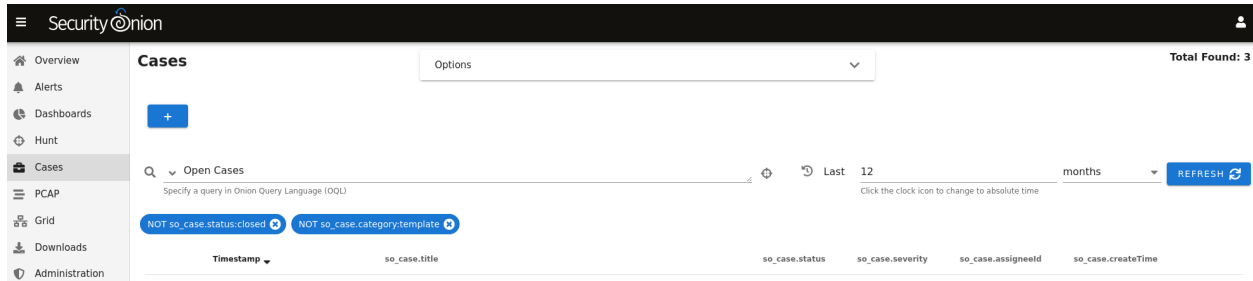 Security Onion
Overview
Alerts
Dashboards
Hunt
Cases
PCAP
Grid
Downloads
Administration
Cases
Options
Total Found: 3
+
Open Cases
Specify a query in Onion Query Language (OQL)
Last 12 months
Click the clock icon to change to absolute time
REFRESH
NOT so_case.status:closed NOT so_case.category:template
Timestamp so_case.title so_case.status so_case.severity so_case.assigneeId so_case.createTime